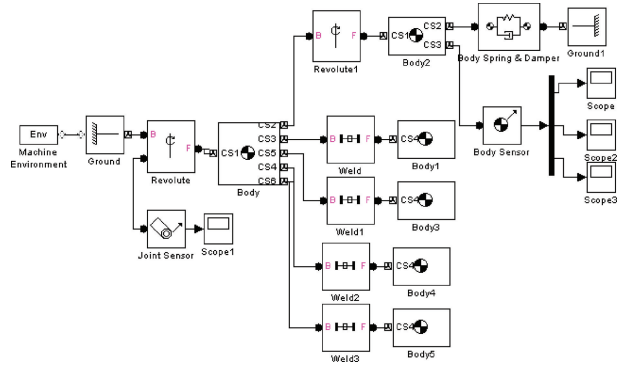 CS2
CS3
CS1
B
F
Revolute1
Body2
Body Spring & Damper
Ground1
Scope
Scope2
Scope3
Body Sensor
Env
Machine
Environment
Ground
B
F
Revolute
CS1
CS2
CS3
CS5
CS4
CS6
Body
B
F
Weld
CS4
Body1
B
F
Weld1
CS4
Body3
Joint Sensor
Scope1
B
F
Weld2
CS4
Body4
B
F
Weld3
CS4
Body5